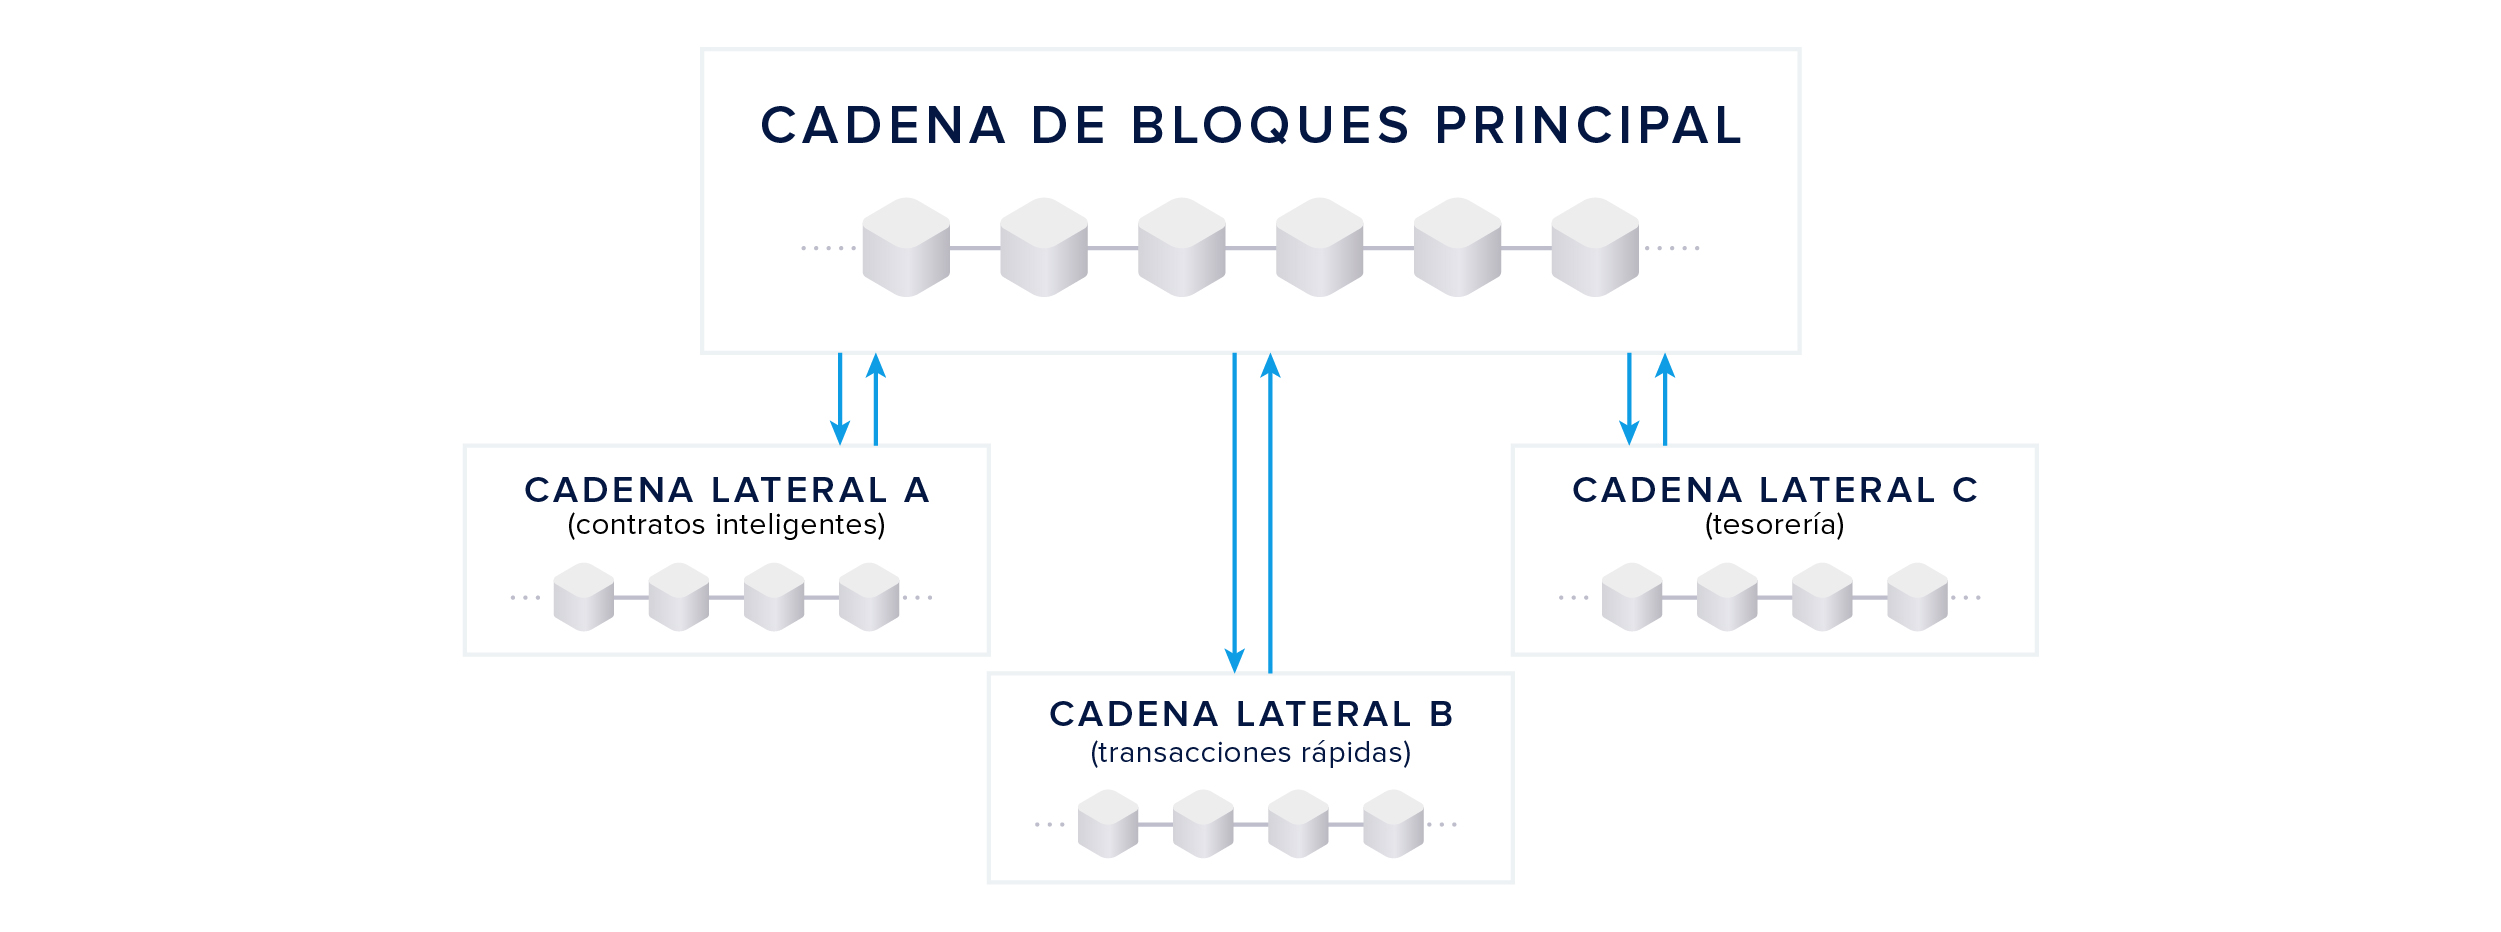 CADENA DE BLOQUES PRINCIPAL
CADENA LATERAL A
(contratos inteligentes)
CADENA LATERAL C
(tesorería)
CADENA LATERAL B
(transacciones rápidas)